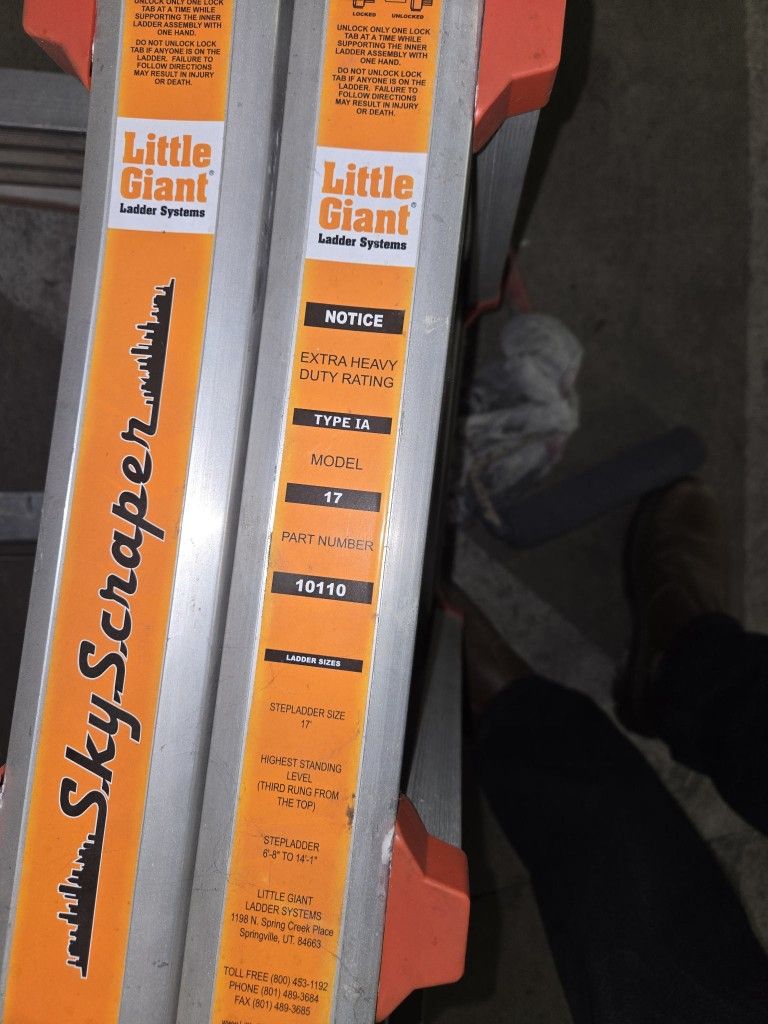 UNLOCK ONLY ONE LOCK
TAB AT A TIME WHILE
SUPPORTING THE INNER
LADDER ASSEMBLY WITH
ONE HAND.
DO NOT UNLOCK LOCK
TAB IF ANYONE IS ON THE
LADDER. FAILURE TO
FOLLOW DIRECTIONS
MAY RESULT IN INJURY
OR DEATH.
Little
Giant®
Ladder Systems
SkyScraper
LOCKED UNLOCKED
UNLOCK ONLY ONE LOCK
TAB AT A TIME WHILE
SUPPORTING THE INNER
LADDER ASSEMBLY WITH
ONE HAND.
DO NOT UNLOCK LOCK
TAB IF ANYONE IS ON THE
LADDER. FAILURE TO
FOLLOW DIRECTIONS
MAY RESULT IN INJURY
OR DEATH.
Little
Giant®
Ladder Systems
NOTICE
EXTRA HEAVY
DUTY RATING
TYPE IA
MODEL
17
PART NUMBER
10110
LADDER SIZES
STEPLADDER SIZE
17'
HIGHEST STANDING
LEVEL
(THIRD RUNG FROM
THE TOP)
STEPLADDER
6'-8" TO 14'-1"
LITTLE GIANT
LADDER SYSTEMS
1198 N. Spring Creek Place
Springville, UT. 84663
TOLL FREE (800) 453-1192
PHONE (801) 489-3684
FAX (801) 489-3685